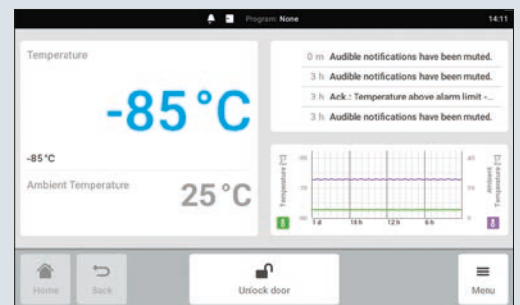 Program: None
14:11
Temperature
-85 °C
-85 °C
Ambient Temperature
25 °C
0 m Audible notifications have been muted.
3 h Audible notifications have been muted.
3 h Ack.: Temperature above alarm limit -...
3 h Audible notifications have been muted.
Temperature [°C]
1 d
18 h
12 h
6 h
Ambient
Temperature [°C]
Home
Back
Unlock door
Menu